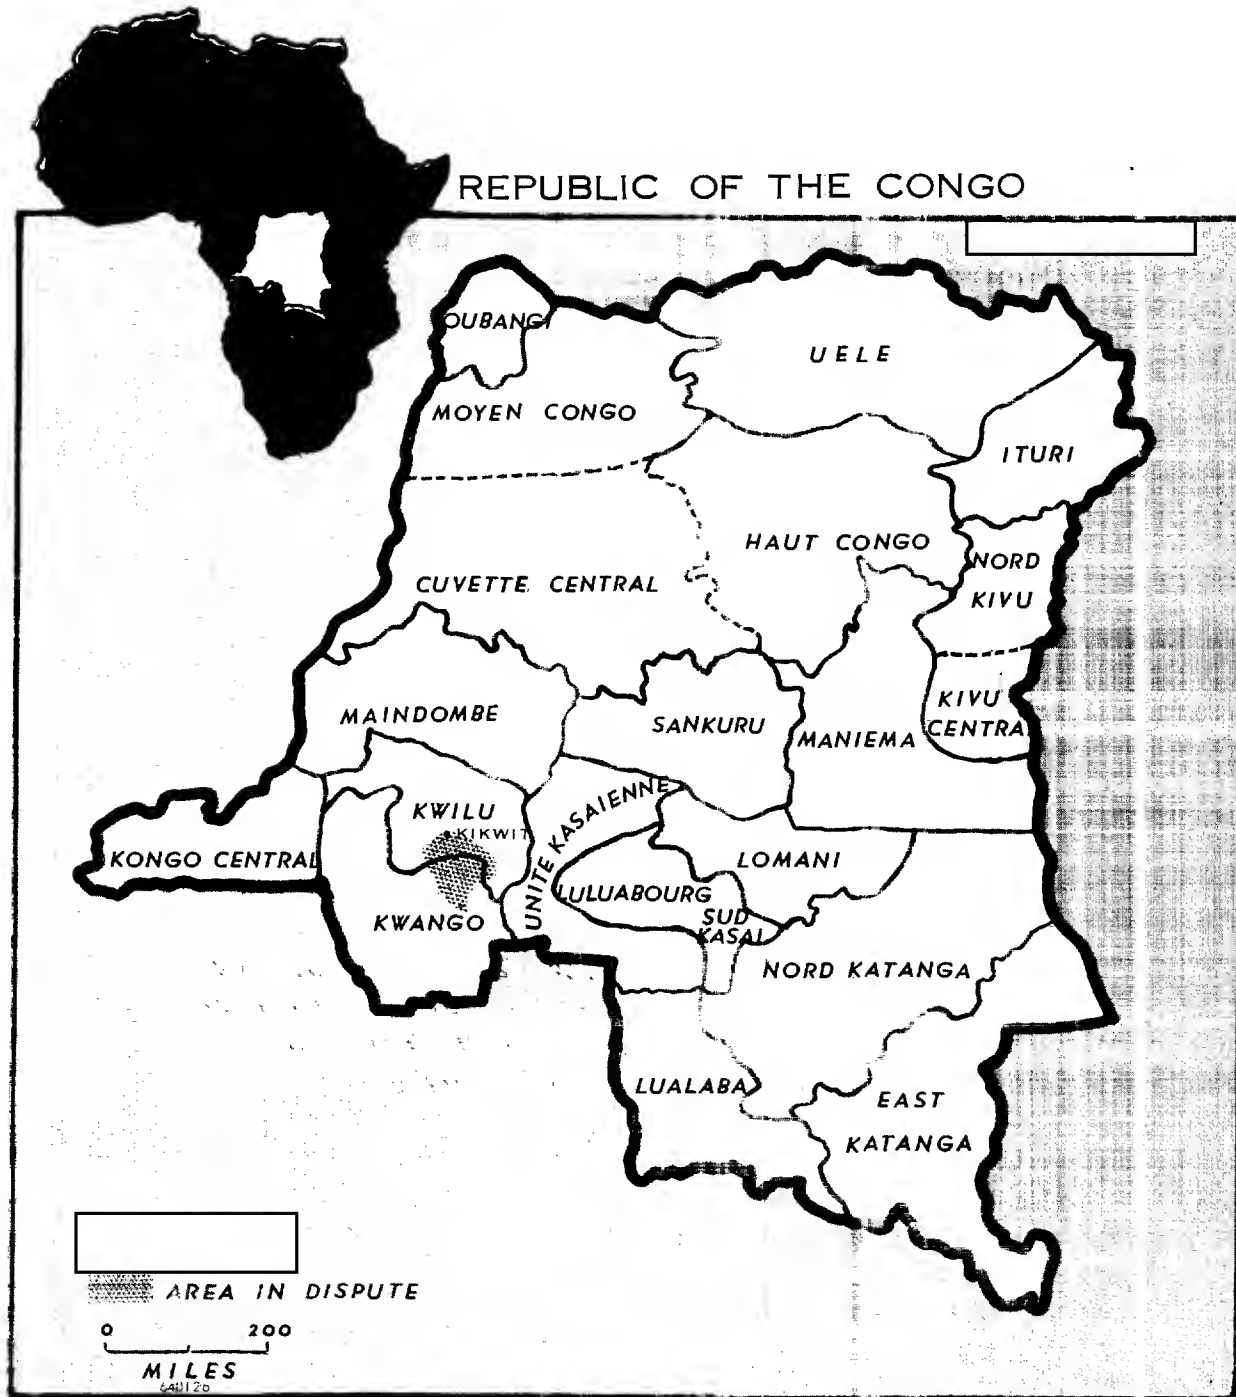 REPUBLIC OF THE CONGO
OUBANGI
UELE
MOYEN CONGO
ITURI
HAUT CONGO
NORD
KIVU
CUVETTE CENTRAL
KIVU
CENTRAL
MAINDOMBE
SANKURU
MANIEMA
KWILU
KIKWIT
UNITE KASAIENNE
KONGO CENTRAL
LOMANI
LULUABOURG
SUD
KASAI
KWANGO
NORD KATANGA
LUALABA
EAST
KATANGA
AREA IN DISPUTE
0 200
MILES